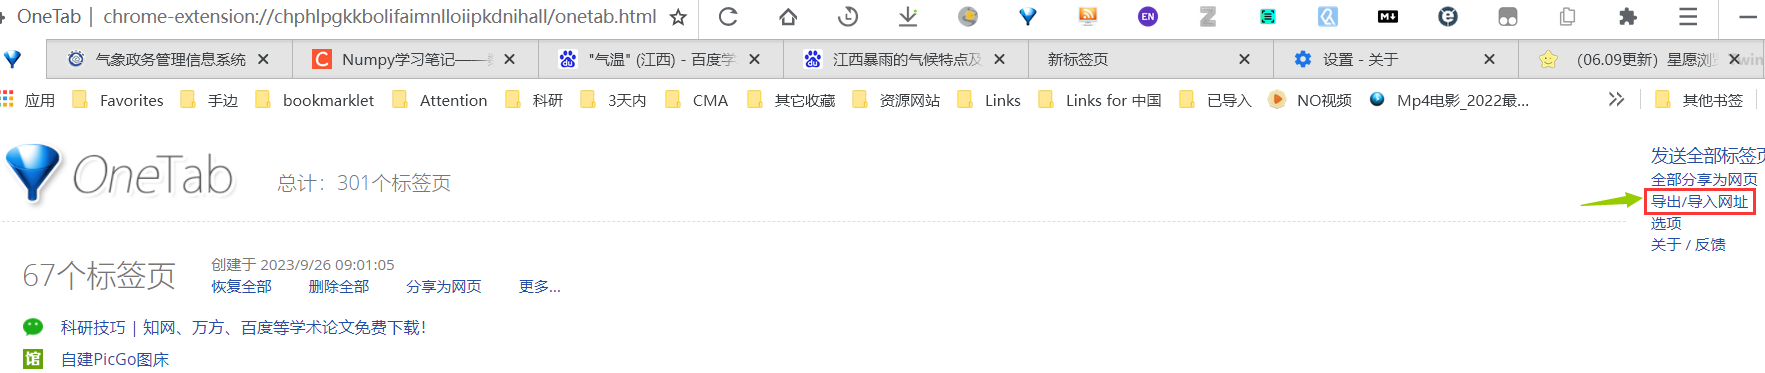 OneTab | chrome-extension://chphlpgkkbolifaimnlloiipkdnihall/onetab.html
EN
气象政务管理信息系统
Numpy学习笔记——
"气温" (江西) - 百度学
江西暴雨的气候特点及
新标签页
设置 - 关于
(06.09更新) 星愿浏
应用
Favorites
手边
bookmarklet
Attention
科研
3天内
CMA
其它收藏
资源网站
Links
Links for 中国
已导入
NO视频
Mp4电影_2022最...
其他书签
OneTab
总计：301个标签页
发送全部标签页
全部分享为网页
导出/导入网址
选项
关于 / 反馈
67个标签页
创建于 2023/9/26 09:01:05
恢复全部
删除全部
分享为网页
更多...
科研技巧 | 知网、万方、百度等学术论文免费下载！
馆 自建PicGo图床